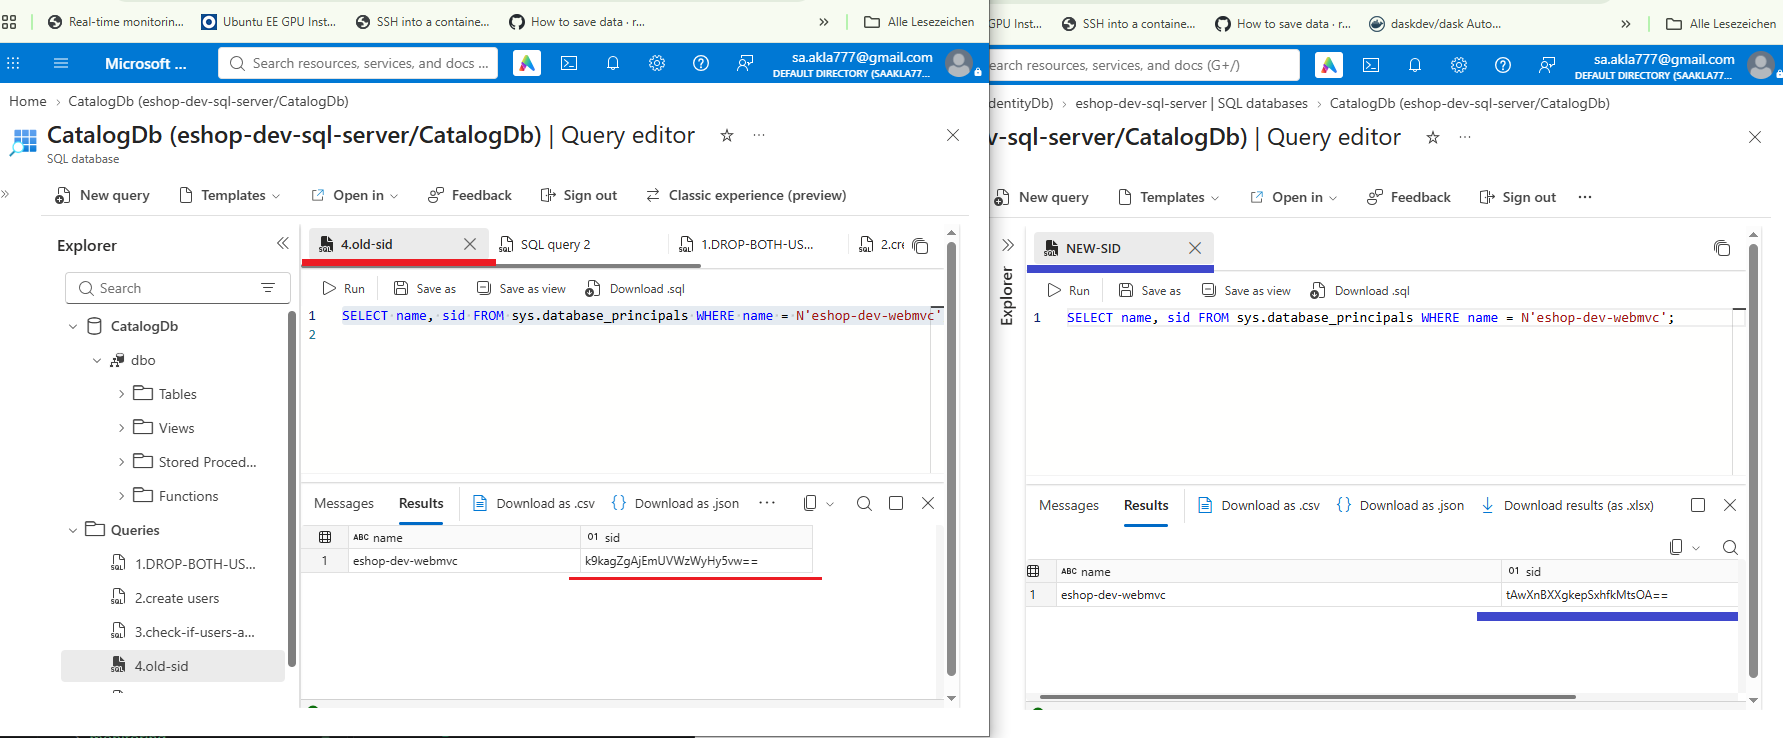 Real-time monitorin...
Ubuntu EE GPU Inst...
SSH into a containe...
How to save data · r...
»
Alle Lesezeichen
Microsoft ...
Search resources, services, and docs ...
sa.akla777@gmail.com
DEFAULT DIRECTORY (SAAKLA77...
Home > CatalogDb (eshop-dev-sql-server/CatalogDb)
CatalogDb (eshop-dev-sql-server/CatalogDb) | Query editor
SQL database
New query
Templates
Open in
Feedback
Sign out
Classic experience (preview)
Explorer
Search
CatalogDb
dbo
Tables
Views
Stored Proced...
Functions
Queries
1.DROP-BOTH-US...
2.create users
3.check-if-users-a...
4.old-sid
4.old-sid
SQL query 2
1.DROP-BOTH-US...
2.cre
Run
Save as
Save as view
Download .sql
1 SELECT name, sid FROM sys.database_principals WHERE name = N'eshop-dev-webmvc'
2
Messages
Results
Download as .csv
Download as .json
name
sid
1 eshop-dev-webmvc k9kagZgAjEmUVWzWyHy5vw==
GPU Inst...
SSH into a containe...
How to save data · r...
daskdev/dask Auto...
»
Alle Lesezeichen
earch resources, services, and docs (G+/)
sa.akla777@gmail.com
DEFAULT DIRECTORY (SAAKLA77...
dentityDb) > eshop-dev-sql-server | SQL databases > CatalogDb (eshop-dev-sql-server/CatalogDb)
v-sql-server/CatalogDb) | Query editor
New query
Templates
Open in
Feedback
Sign out
Explorer
NEW-SID
Run
Save as
Save as view
Download .sql
1 SELECT name, sid FROM sys.database_principals WHERE name = N'eshop-dev-webmvc';
Messages
Results
Download as .csv
Download as .json
Download results (as .xlsx)
name
sid
1 eshop-dev-webmvc tAwXnBXXgkepSxhfkMtsOA==